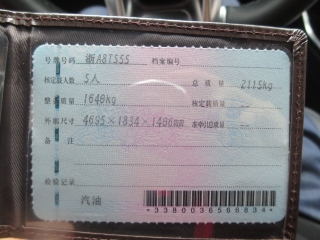 号牌号码 浙A8T555 档案编号
核定载人数 5人 总质量 2115kg
整备质量 1640kg 核定载质量 --
外廓尺寸 4695×1834×1486mm 准牵引总质量 --
备注
检验记录
汽油
*3380036566834*